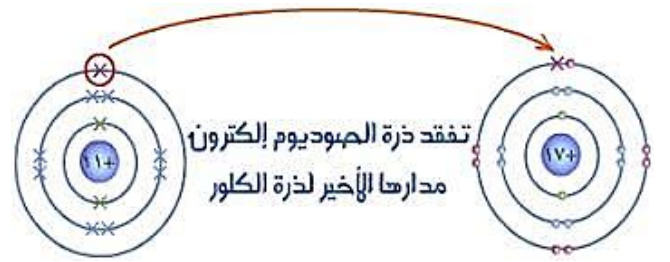 تفقد ذرة الصوديوم إلكترون
مدارها الأخير لذرة الكلور
+١١
+١٧